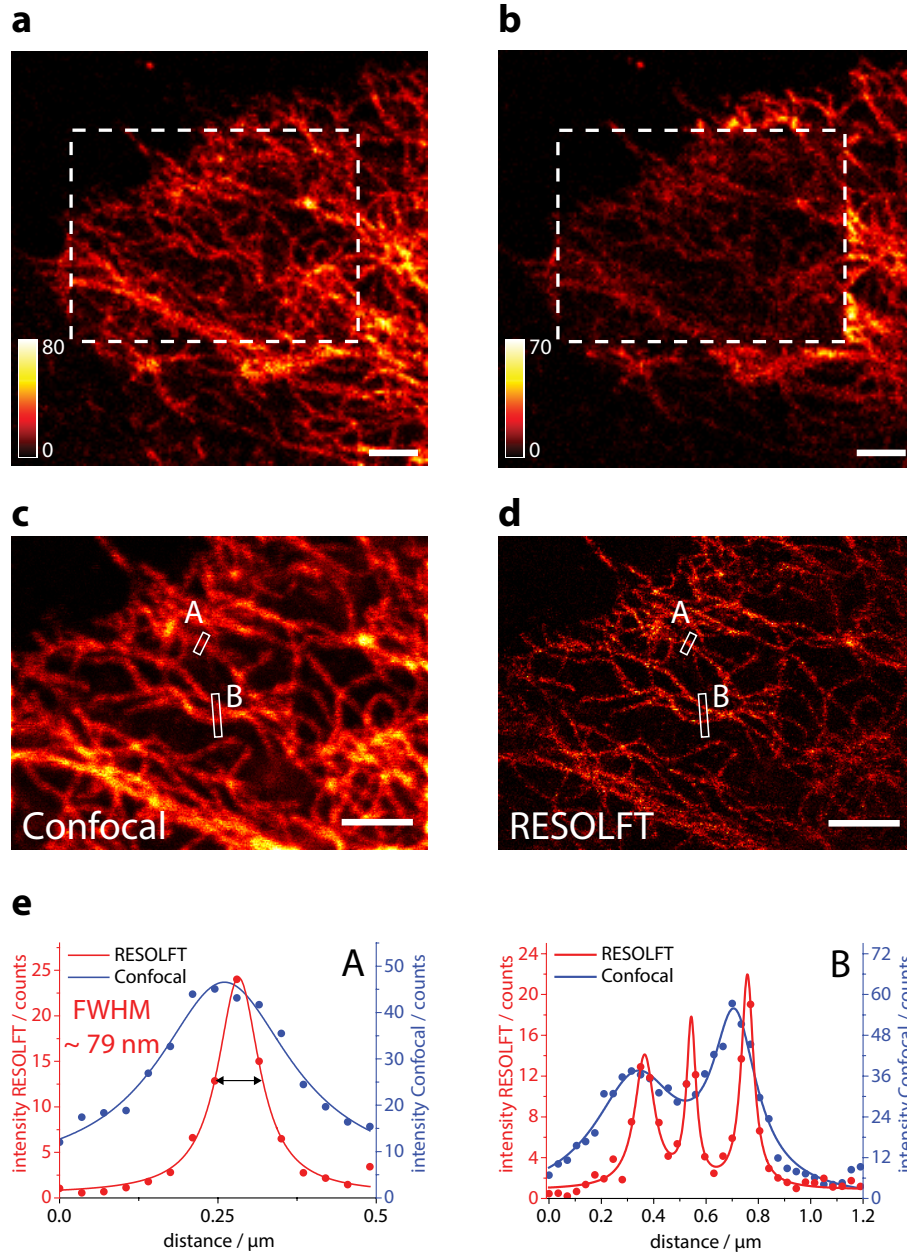 a
b
80
0
70
0
c
d
A
B
Confocal
A
B
RESOLFT
e
RESOLFT
Confocal
A
FWHM
~ 79 nm
intensity RESOLFT / counts
25
20
15
10
5
0
intensity Confocal / counts
50
40
30
20
10
0
0.0
0.25
0.5
distance / µm
RESOLFT
Confocal
B
intensity RESOLFT / counts
24
20
16
12
8
4
0
intensity Confocal / counts
72
60
48
36
24
12
0
0.0
0.2
0.4
0.6
0.8
1.0
1.2
distance / µm